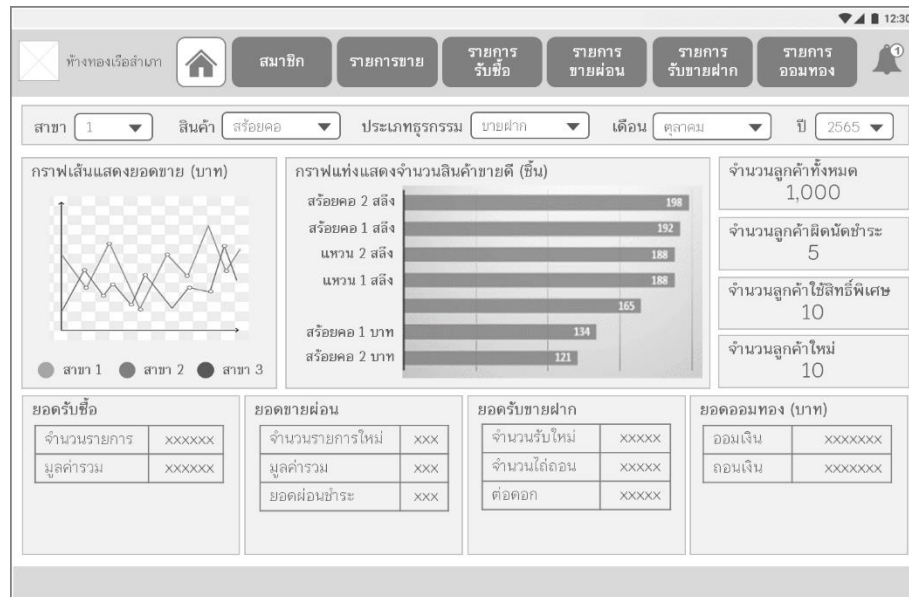 12:30
ห้างทองเรือสำเภา
สมาชิก
รายการขาย
รายการ
รับซื้อ
รายการ
ขายผ่อน
รายการ
รับขายฝาก
รายการ
ออมทอง
1
สาขา 1
สินค้า สร้อยคอ
ประเภทธุรกรรม ขายฝาก
เดือน ตุลาคม
ปี 2565
กราฟเส้นแสดงยอดขาย (บาท)
สาขา 1 สาขา 2 สาขา 3
กราฟแท่งแสดงจำนวนสินค้าขายดี (ชิ้น)
สร้อยคอ 2 สลึง 198
สร้อยคอ 1 สลึง 192
แหวน 2 สลึง 188
แหวน 1 สลึง 188
165
สร้อยคอ 1 บาท 134
สร้อยคอ 2 บาท 121
จำนวนลูกค้าทั้งหมด
1,000
จำนวนลูกค้าผิดนัดชำระ
5
จำนวนลูกค้าใช้สิทธิ์พิเศษ
10
จำนวนลูกค้าใหม่
10
ยอดรับซื้อ
จำนวนรายการ xxxxxx
มูลค่ารวม xxxxxx
ยอดขายผ่อน
จำนวนรายการใหม่ xxx
มูลค่ารวม xxx
ยอดผ่อนชำระ xxx
ยอดรับขายฝาก
จำนวนรับใหม่ xxxxx
จำนวนไถ่ถอน xxxxx
ต่อดอก xxxxx
ยอดออมทอง (บาท)
ออมเงิน xxxxxxx
ถอนเงิน xxxxxxx